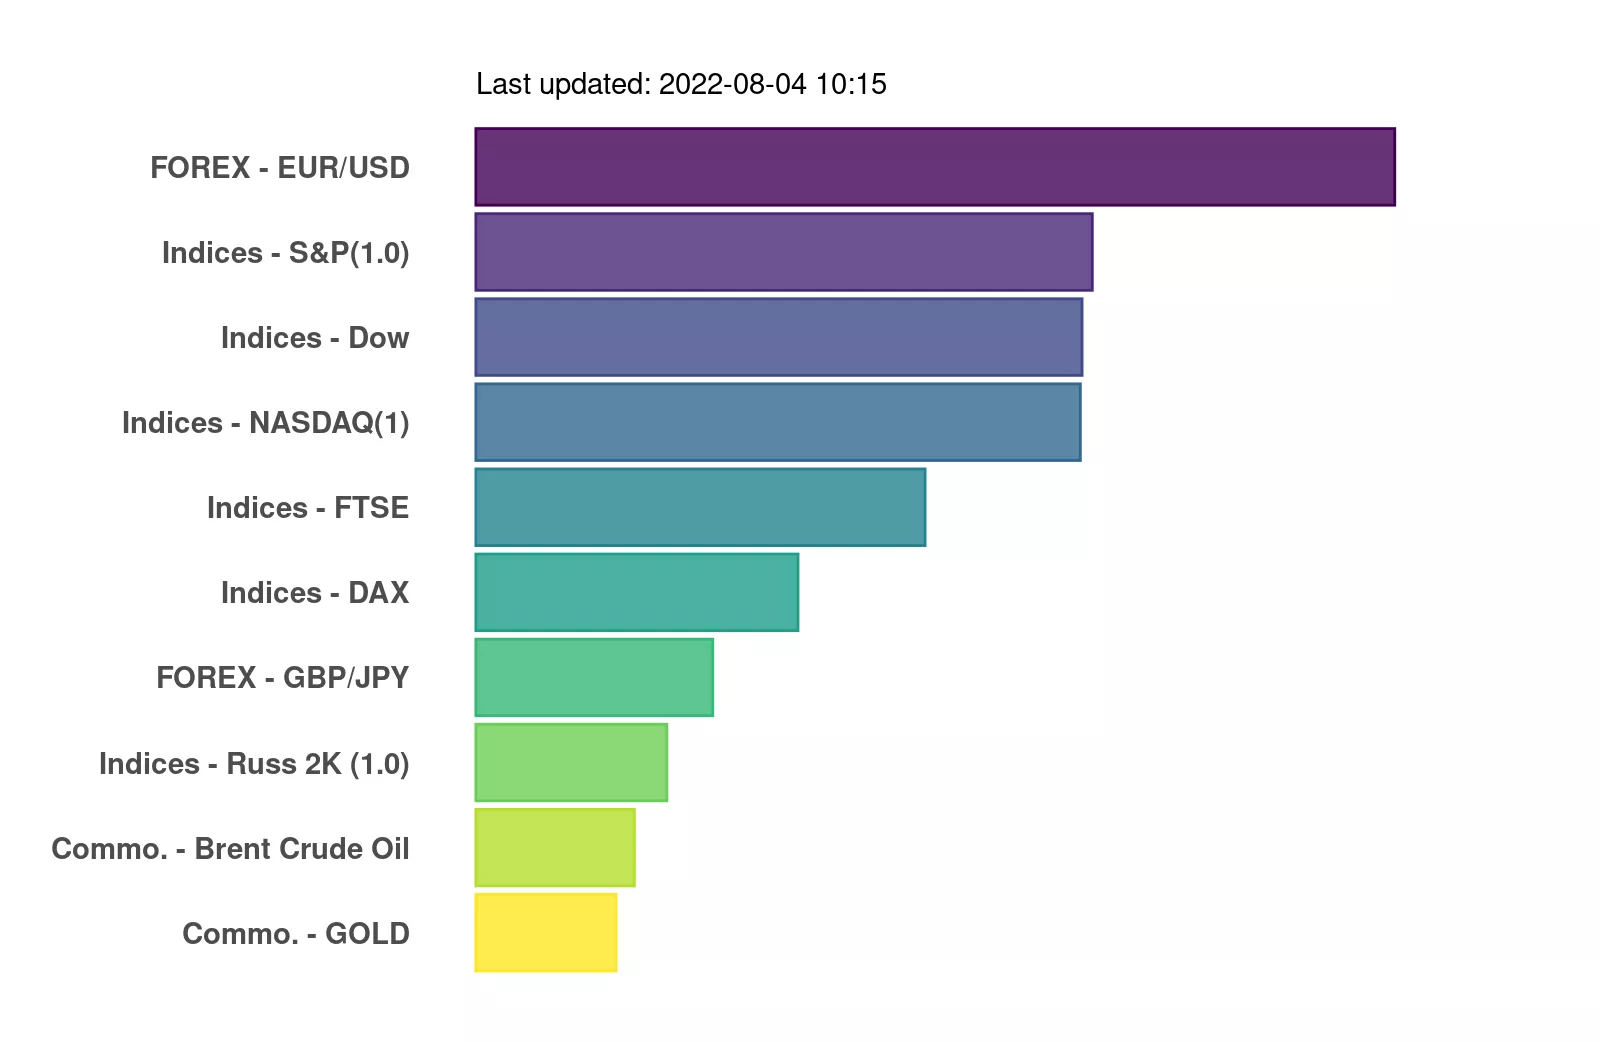 Last updated: 2022-08-04 10:15
FOREX - EUR/USD
Indices - S&P(1.0)
Indices - Dow
Indices - NASDAQ(1)
Indices - FTSE
Indices - DAX
FOREX - GBP/JPY
Indices - Russ 2K (1.0)
Commo. - Brent Crude Oil
Commo. - GOLD